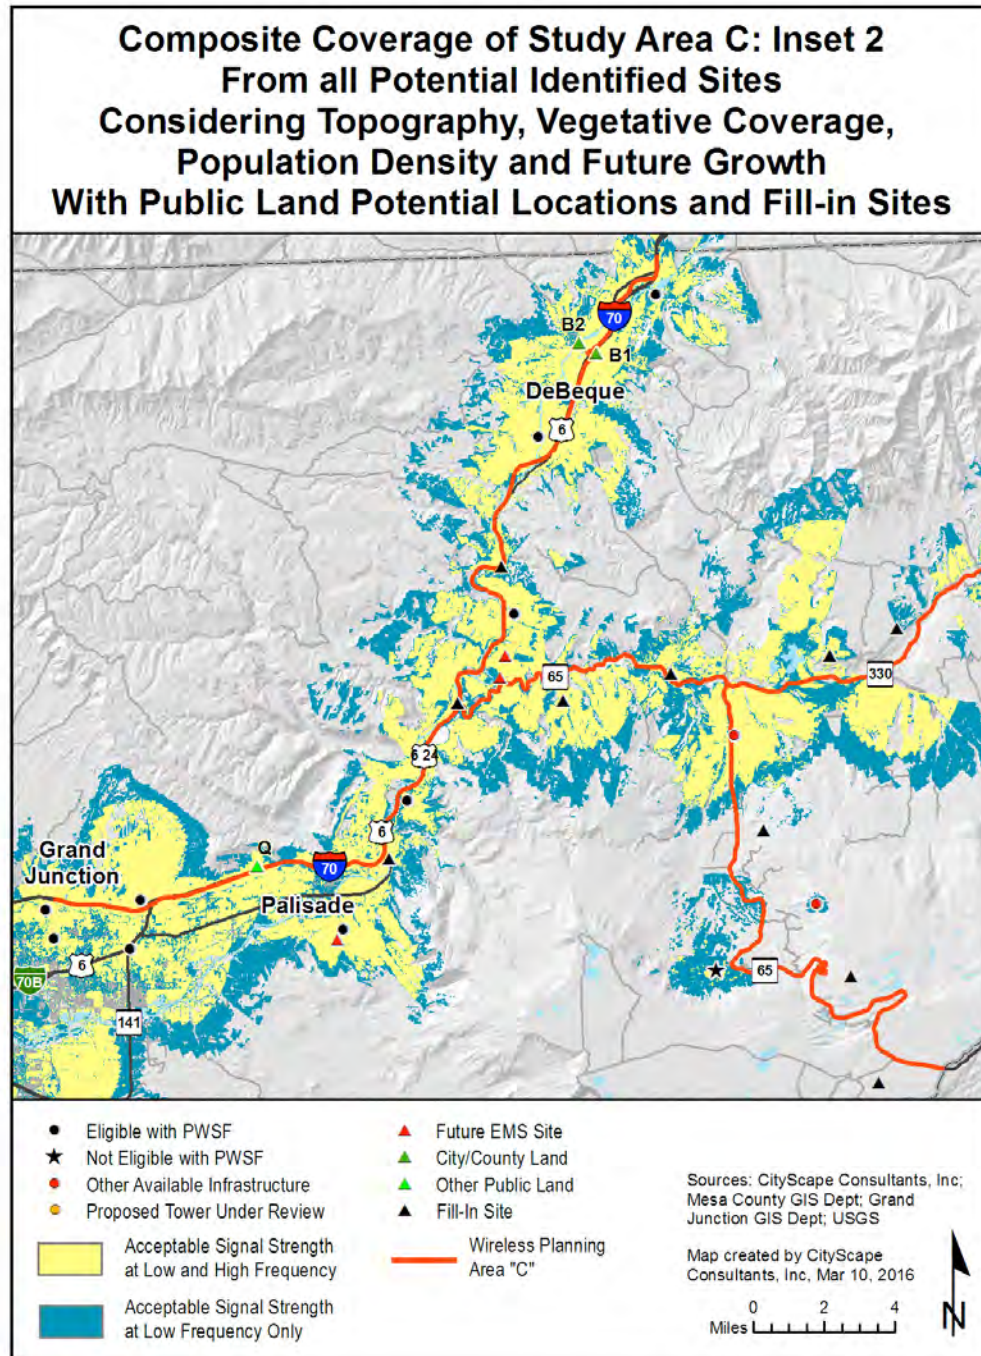 Composite Coverage of Study Area C: Inset 2
From all Potential Identified Sites
Considering Topography, Vegetative Coverage,
Population Density and Future Growth
With Public Land Potential Locations and Fill-in Sites
70
B2
B1
DeBeque
6
65
330
6 24
6
Grand
Junction
Q
70
Palisade
6
70B
141
65
Eligible with PWSF
Not Eligible with PWSF
Other Available Infrastructure
Proposed Tower Under Review
Acceptable Signal Strength
at Low and High Frequency
Acceptable Signal Strength
at Low Frequency Only
Future EMS Site
City/County Land
Other Public Land
Fill-In Site
Wireless Planning
Area "C"
Sources: CityScape Consultants, Inc;
Mesa County GIS Dept; Grand
Junction GIS Dept; USGS
Map created by CityScape
Consultants, Inc, Mar 10, 2016
0 2 4
Miles
N